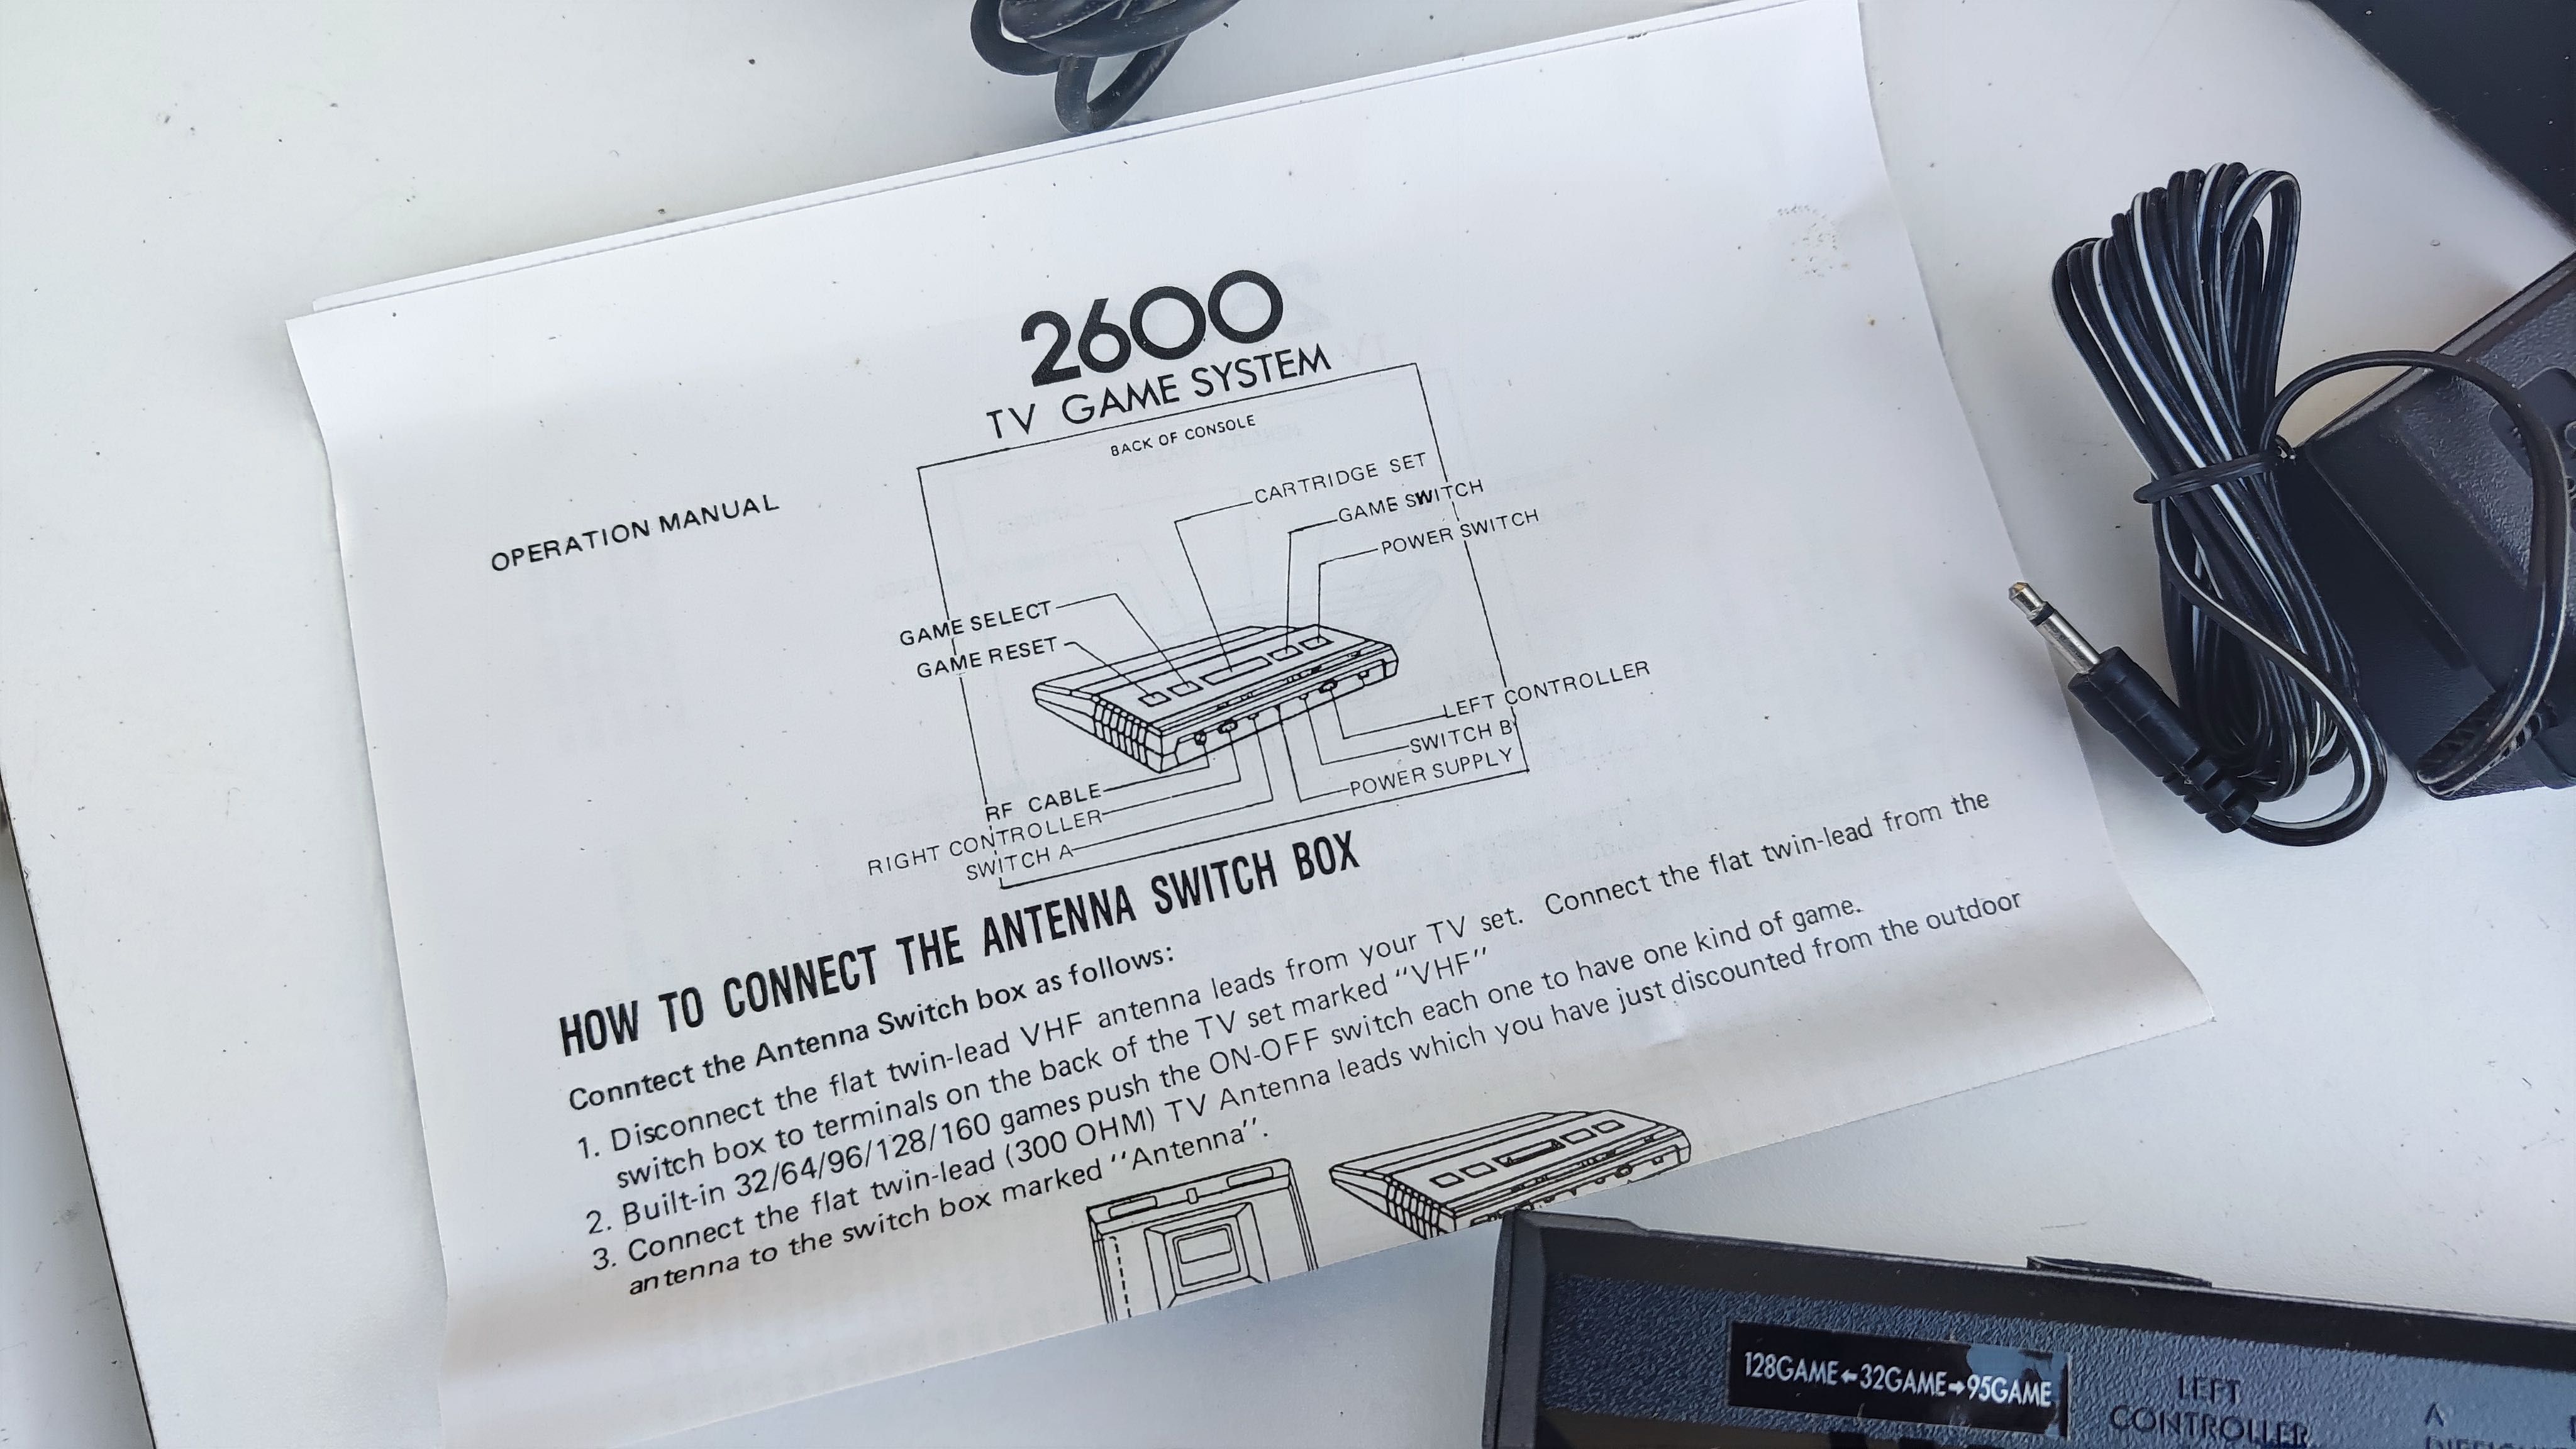 2600
TV GAME SYSTEM
BACK OF CONSOLE
OPERATION MANUAL
CARTRIDGE SET
GAME SWITCH
POWER SWITCH
GAME SELECT
GAME RESET
LEFT CONTROLLER
SWITCH B
POWER SUPPLY
RF CABLE
RIGHT CONTROLLER
SWITCH A
HOW TO CONNECT THE ANTENNA SWITCH BOX
Conntect the Antenna Switch box as follows:
1. Disconnect the flat twin-lead VHF antenna leads from your TV set. Connect the flat twin-lead from the
switch box to terminals on the back of the TV set marked "VHF"
2. Built-in 32/64/96/128/160 games push the ON-OFF switch each one to have one kind of game.
3. Connect the flat twin-lead (300 OHM) TV Antenna leads which you have just discounted from the outdoor
antenna to the switch box marked "Antenna".
128GAME←32GAME→95GAME
LEFT
CONTROLLER
A